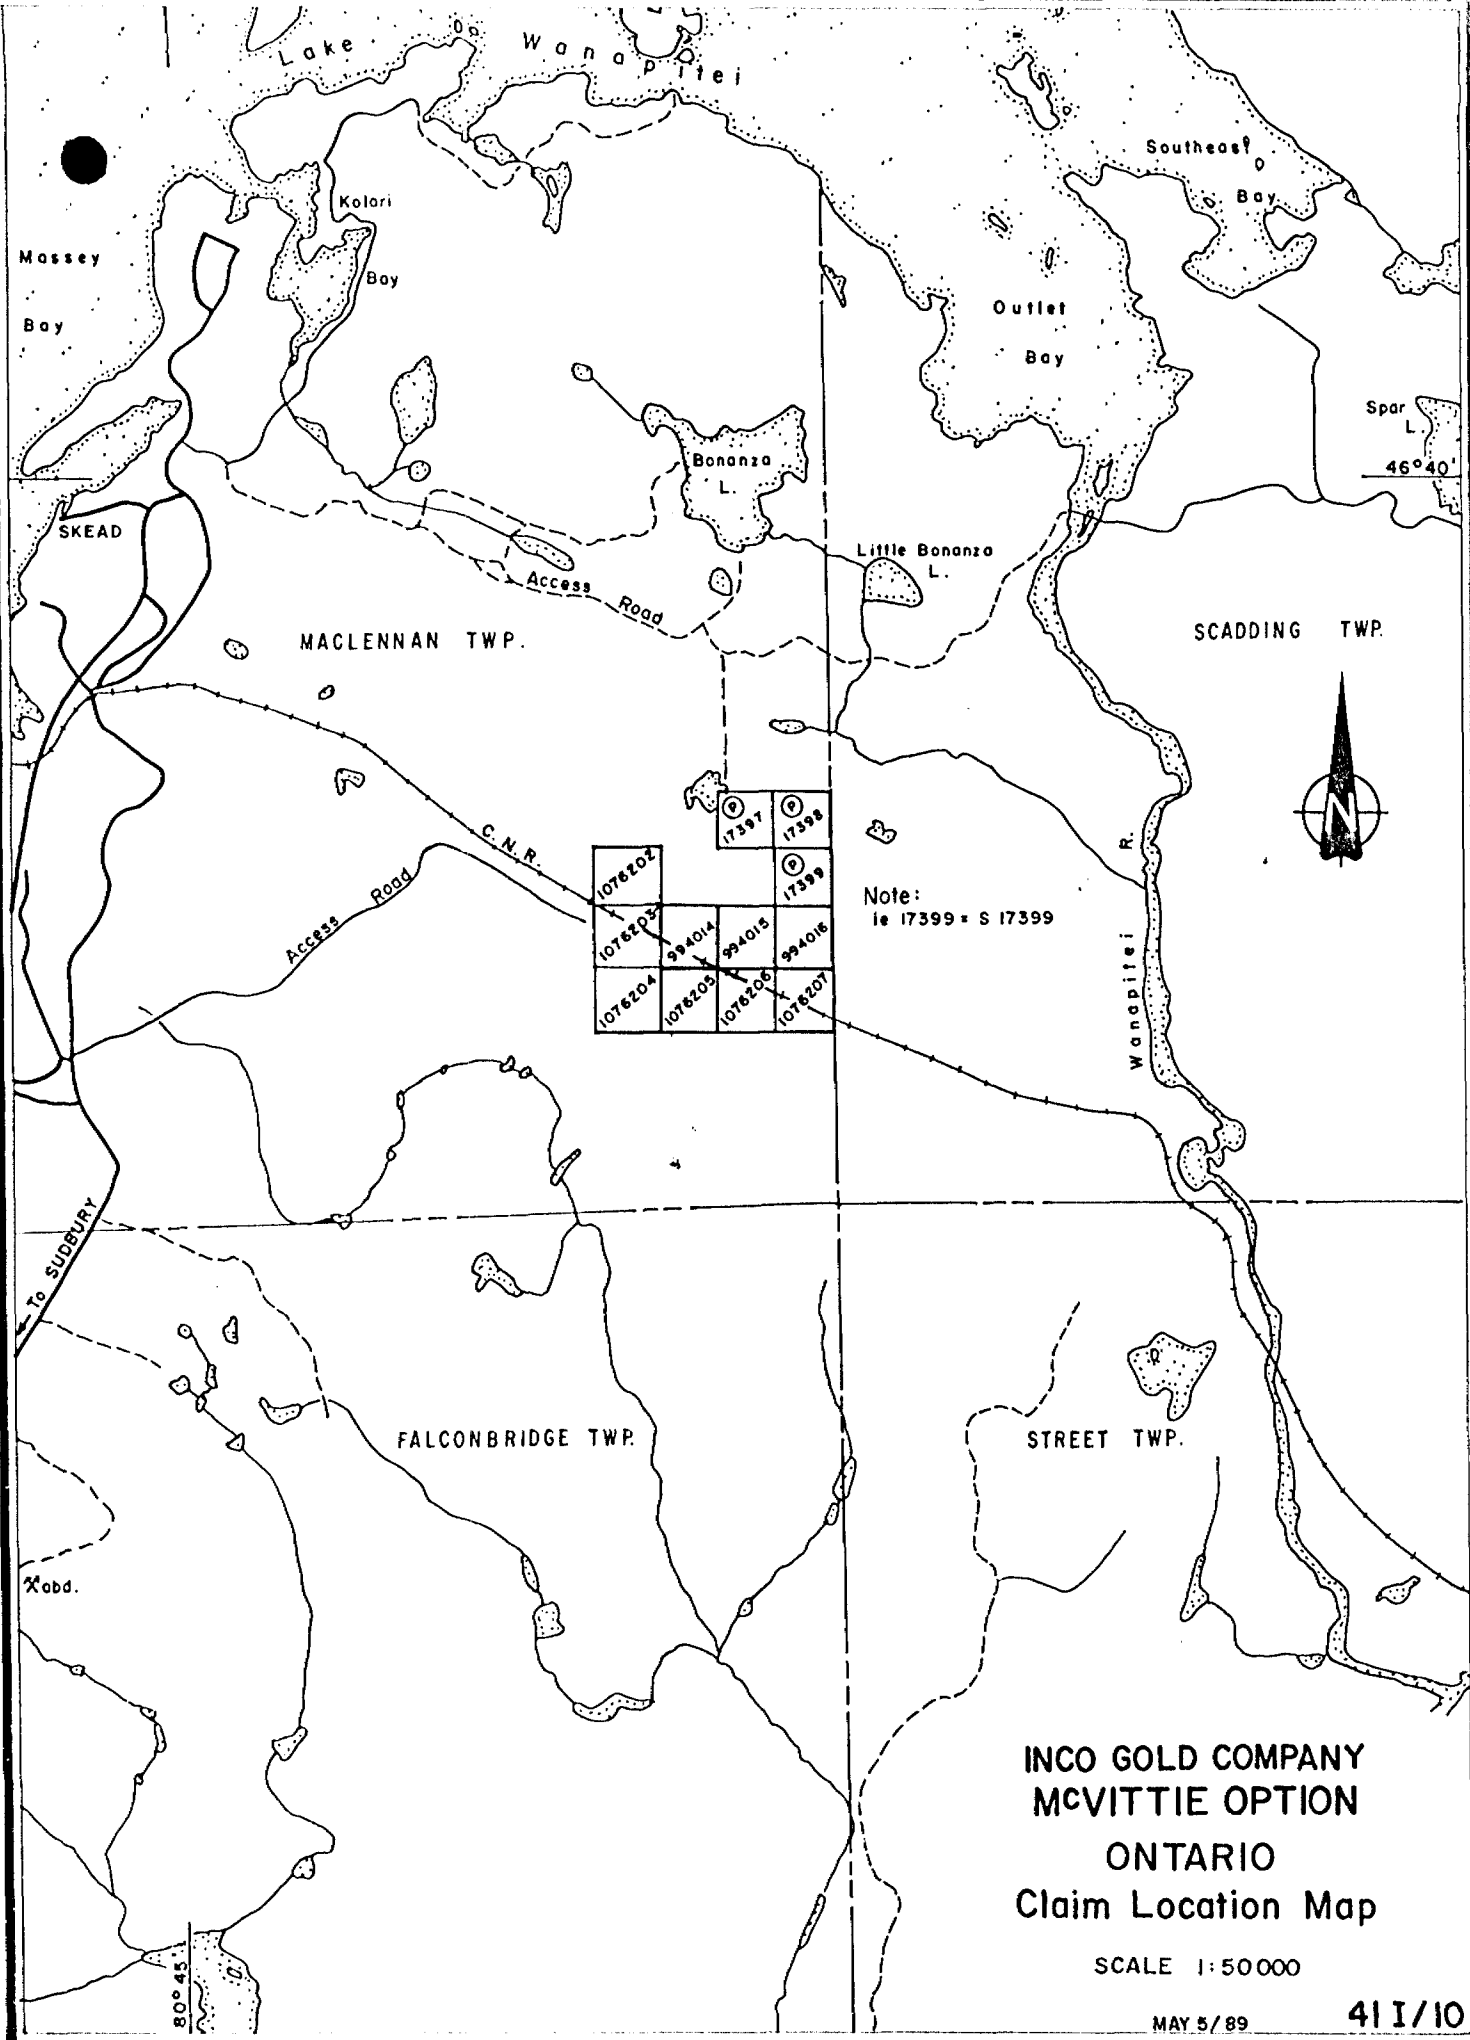 Lake Wanapitei
Southeast
Bay
Kolari
Bay
Massey
Bay
Outlet
Bay
Spar
L.
46°40'
Bonanza
L.
SKEAD
Little Bonanza
L.
Access Road
MACLENNAN TWP.
SCADDING TWP.
N
P
17397
P
17398
C.N.R.
1076202
P
17399
Access Road
Note:
ie 17399 = S 17399
1076203
994014
994015
994016
1076204
1076205
1076206
1076207
Wanapitei R.
To SUDBURY
FALCONBRIDGE TWP.
STREET TWP.
abd.
INCO GOLD COMPANY
McVITTIE OPTION
ONTARIO
Claim Location Map
SCALE 1:50000
80°45'
MAY 5/89
41 I/10